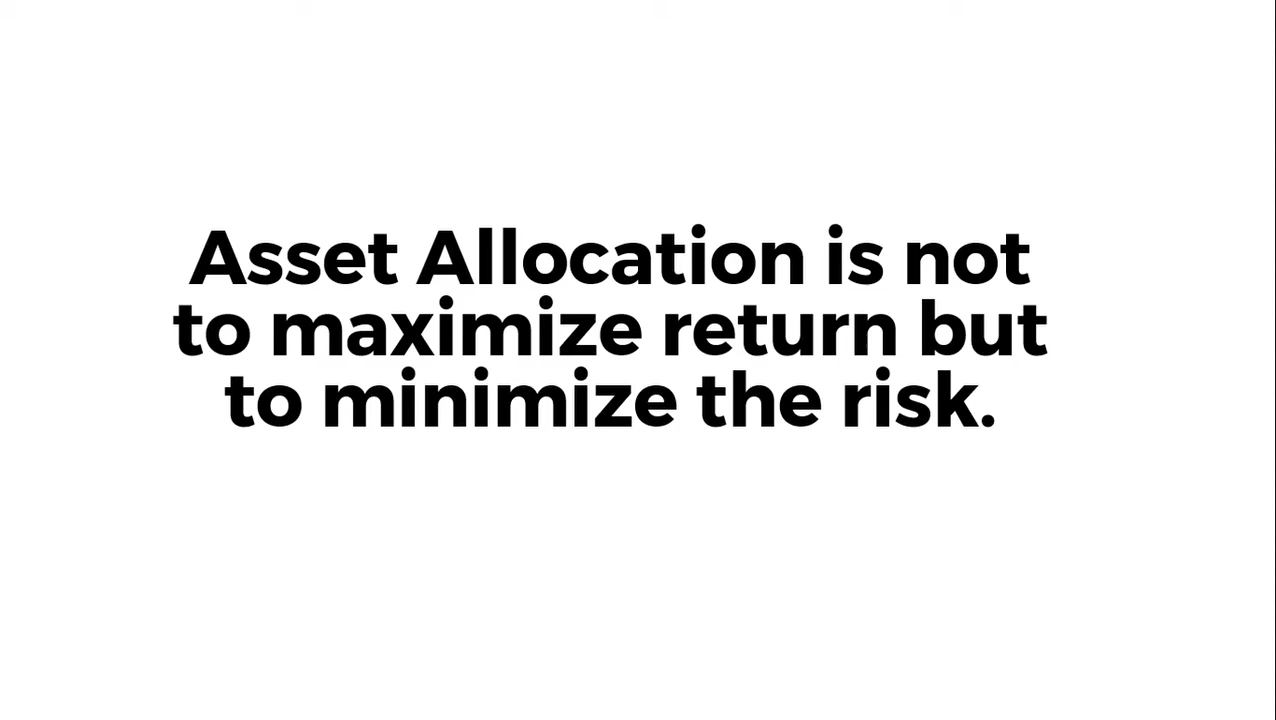 Asset Allocation is not
to maximize return but
to minimize the risk.